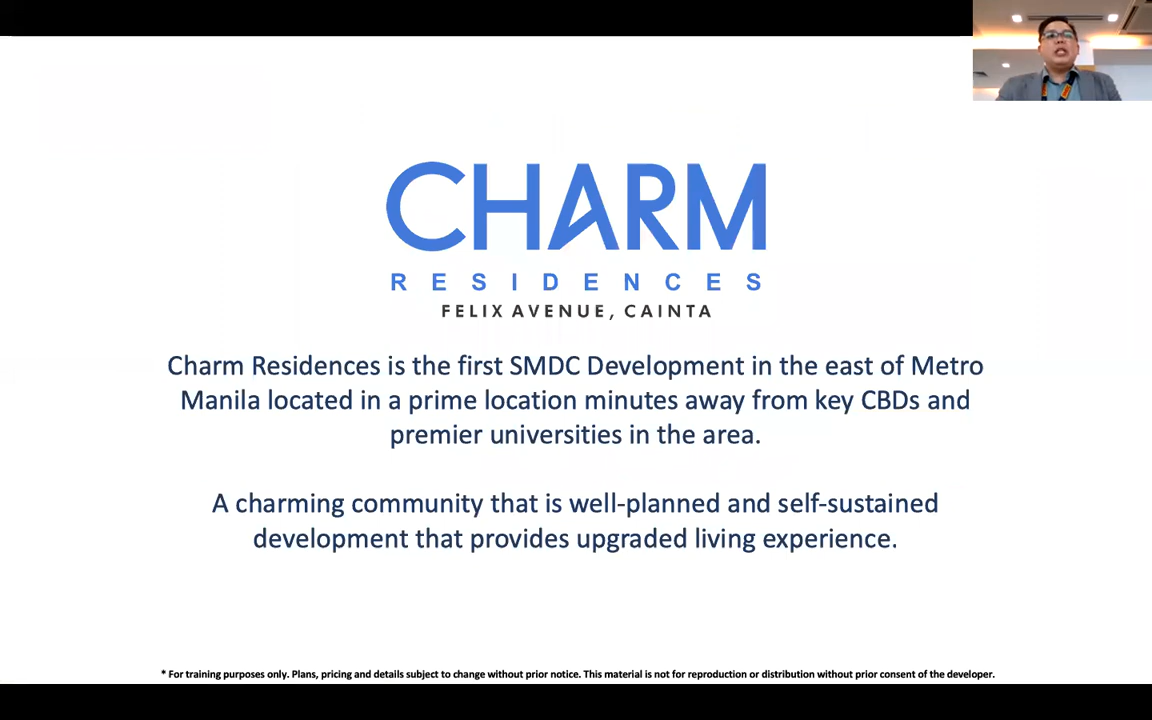 CHARM
RESIDENCES
FELIX AVENUE, CAINTA
Charm Residences is the first SMDC Development in the east of Metro
Manila located in a prime location minutes away from key CBDs and
premier universities in the area.
A charming community that is well-planned and self-sustained
development that provides upgraded living experience.
* For training purposes only. Plans, pricing and details subject to change without prior notice. This material is not for reproduction or distribution without prior consent of the developer.